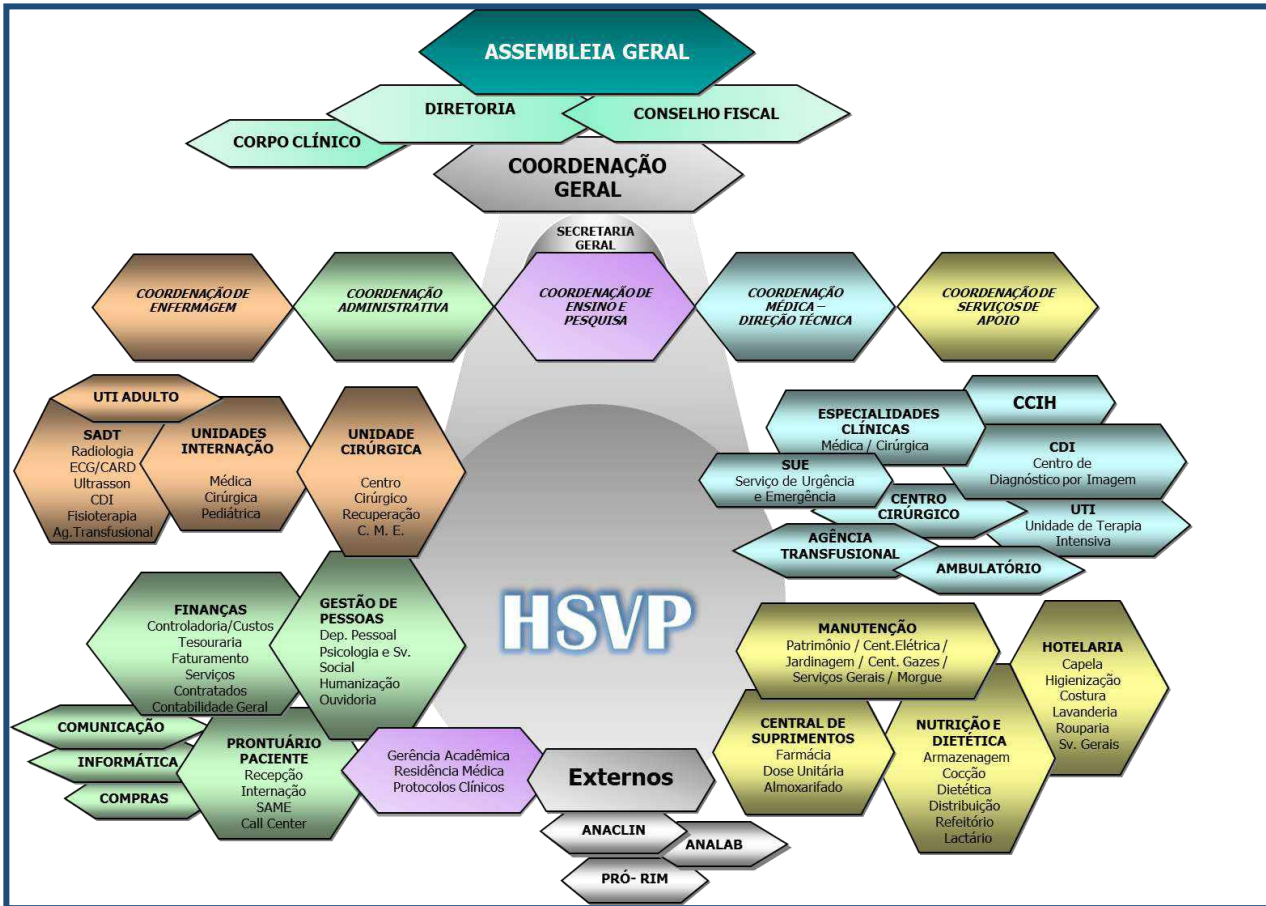 ASSEMBLEIA GERAL
DIRETORIA
CONSELHO FISCAL
CORPO CLÍNICO
COORDENAÇÃO
GERAL
SECRETARIA
GERAL
COORDENAÇÃO DE
ENFERMAGEM
COORDENAÇÃO
ADMINISTRATIVA
COORDENAÇÃO DE
ENSINO E
PESQUISA
COORDENAÇÃO
MÉDICA –
DIREÇÃO TÉCNICA
COORDENAÇÃO DE
SERVIÇOS DE
APOIO
UTI ADULTO
SADT
Radiologia
ECG/CARD
Ultrasson
CDI
Fisioterapia
Ag.Transfusional
UNIDADES
INTERNAÇÃO
Médica
Cirúrgica
Pediátrica
UNIDADE
CIRÚRGICA
Centro
Cirúrgico
Recuperação
C. M. E.
ESPECIALIDADES
CLÍNICAS
Médica / Cirúrgica
CCIH
CDI
Centro de
Diagnóstico por Imagem
SUE
Serviço de Urgência
e Emergência
CENTRO
CIRÚRGICO
UTI
Unidade de Terapia
Intensiva
AGÊNCIA
TRANSFUSIONAL
AMBULATÓRIO
HSVP
FINANÇAS
Controladoria/Custos
Tesouraria
Faturamento
Serviços
Contratados
Contabilidade Geral
GESTÃO DE
PESSOAS
Dep. Pessoal
Psicologia e Sv.
Social
Humanização
Ouvidoria
COMUNICAÇÃO
INFORMÁTICA
COMPRAS
PRONTUÁRIO
PACIENTE
Recepção
Internação
SAME
Call Center
Gerência Acadêmica
Residência Médica
Protocolos Clínicos
Externos
ANACLIN
ANALAB
PRÓ- RIM
MANUTENÇÃO
Patrimônio / Cent.Elétrica /
Jardinagem / Cent. Gazes /
Serviços Gerais / Morgue
HOTELARIA
Capela
Higienização
Costura
Lavanderia
Rouparia
Sv. Gerais
CENTRAL DE
SUPRIMENTOS
Farmácia
Dose Unitária
Almoxarifado
NUTRIÇÃO E
DIETÉTICA
Armazenagem
Cocção
Dietética
Distribuição
Refeitório
Lactário